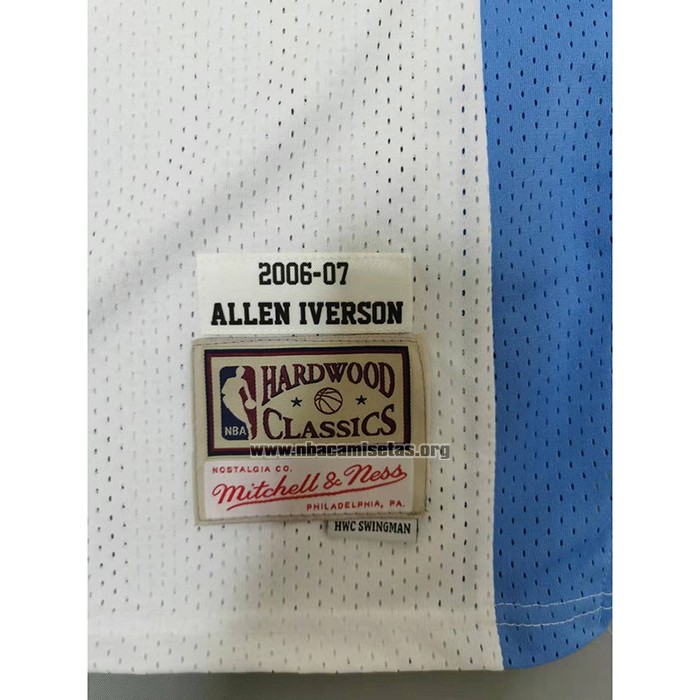 2006-07
ALLEN IVERSON
NBA
HARDWOOD
CLASSICS
www.nbacamisetas.org
NOSTALGIA CO.
Mitchell & Ness
PHILADELPHIA, PA.
HWC SWINGMAN